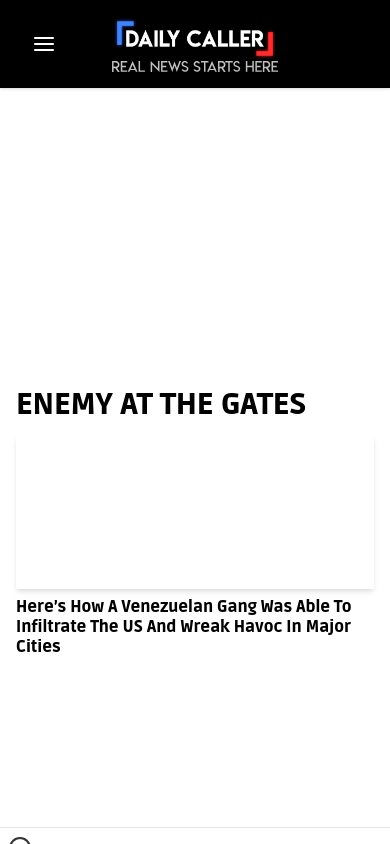 DAILY CALLER
REAL NEWS STARTS HERE
ENEMY AT THE GATES
Here's How A Venezuelan Gang Was Able To
Infiltrate The US And Wreak Havoc In Major
Cities